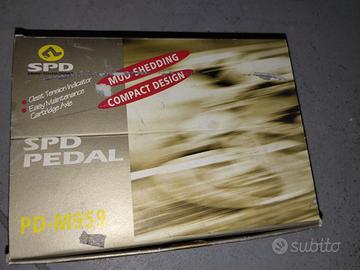 SPD
• Cleat Tension Indicator
• Easy Maintenance
Cartridge Axle
MUD SHEDDING
COMPACT DESIGN
SPD
PEDAL
PD-M959
subito